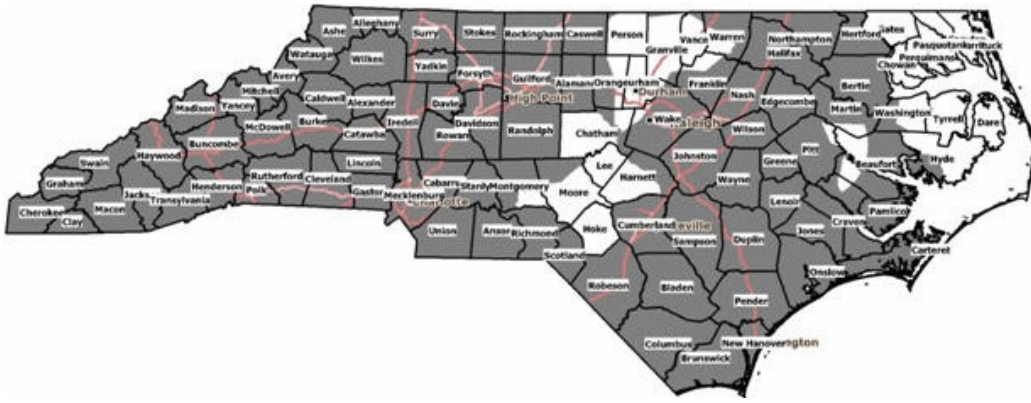 Ashe
Alleghany
Surry
Stokes
Rockingham
Caswell
Person
Granville
Vance
Warren
Northampton
Hertford
Gates
Pasquotank
Currituck
Perquimans
Chowan
Watauga
Wilkes
Yadkin
Forsyth
Guilford
Alamance
Orange
Durham
Durham
Franklin
Halifax
Nash
Edgecombe
Bertie
Avery
Mitchell
Madison
Yancey
Caldwell
Alexander
Iredell
Davie
High Point
Davidson
Rowan
Randolph
Chatham
Wake
Raleigh
Wilson
Martin
Washington
Tyrrell
Dare
McDowell
Burke
Catawba
Buncombe
Haywood
Swain
Graham
Lincoln
Rutherford
Cleveland
Gaston
Henderson
Polk
Jacks
Transylvania
Macon
Cherokee
Clay
Mecklenburg
Cabarrus
Stanly
Montgomery
Moore
Lee
Harnett
Johnston
Wayne
Greene
Pitt
Beaufort
Hyde
Lenoir
Craven
Pamlico
Jones
Carteret
Onslow
Union
Anson
Richmond
Scotland
Hoke
Cumberland
eville
Sampson
Duplin
Robeson
Bladen
Pender
Columbus
Brunswick
New Hanover
ngton